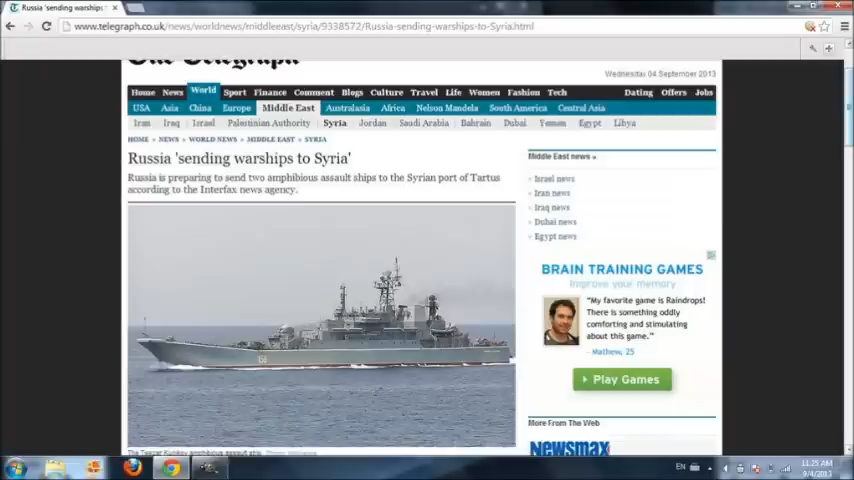 Russia 'sending warships
www.telegraph.co.uk/news/worldnews/middleeast/syria/9338572/Russia-sending-warships-to-Syria.html
The Telegraph
Wednesday 04 September 2013
Home News World Sport Finance Comment Blogs Culture Travel Life Women Fashion Tech Dating Offers Jobs
USA Asia China Europe Middle East Australasia Africa Nelson Mandela South America Central Asia
Iran Iraq Israel Palestinian Authority Syria Jordan Saudi Arabia Bahrain Dubai Yemen Egypt Libya
HOME » NEWS » WORLD NEWS » MIDDLE EAST » SYRIA
Russia 'sending warships to Syria'
Russia is preparing to send two amphibious assault ships to the Syrian port of Tartus
according to the Interfax news agency.
Middle East news »
» Israel news
» Iran news
» Iraq news
» Dubai news
» Egypt news
BRAIN TRAINING GAMES
Improve your memory
"My favorite game is Raindrops!
There is something oddly
comforting and stimulating
about this game."
- Mathew, 25
Play Games
150
More From The Web
Newsmax
amphibious assault ship
EN
11:25 AM
9/4/2013